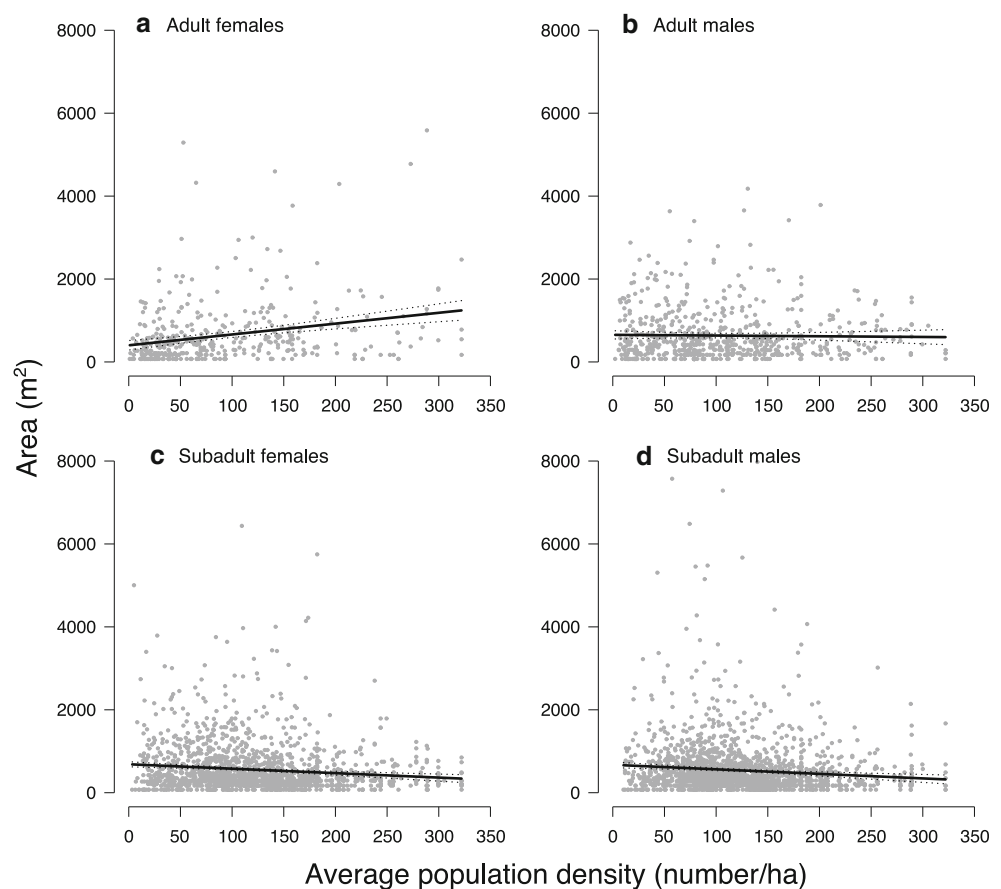 a Adult females
b Adult males
8000
6000
4000
2000
0
8000
6000
4000
2000
0
0 50 100 150 200 250 300 350
0 50 100 150 200 250 300 350
c Subadult females
d Subadult males
8000
6000
4000
2000
0
8000
6000
4000
2000
0
0 50 100 150 200 250 300 350
0 50 100 150 200 250 300 350
Area (m²)
Average population density (number/ha)